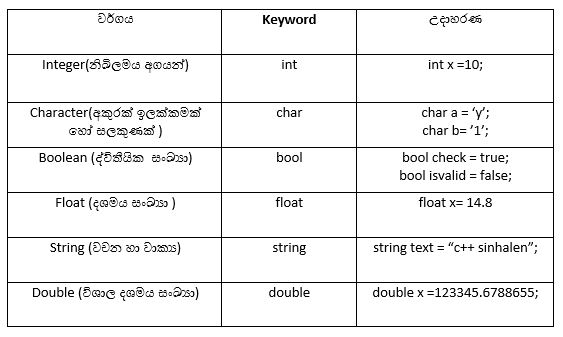 වර්ගය Keyword උදාහරණ
Integer(නිඛිලමය අගයන්) int int x =10;
Character(අකුරක් ඉලක්කමක් char char a = ‘y’;
හෝ සලකුණක් ) char b= ’1’;
Boolean (ද්විතීයික සංඛ්‍යා) bool bool check = true;
bool isvalid = false;
Float (දශමය සංඛ්‍යා ) float float x= 14.8
String (වචන හා වාක්‍ය) string string text = “c++ sinhalen”;
Double (විශාල දශමය සංඛ්‍යා) double double x =123345.6788655;